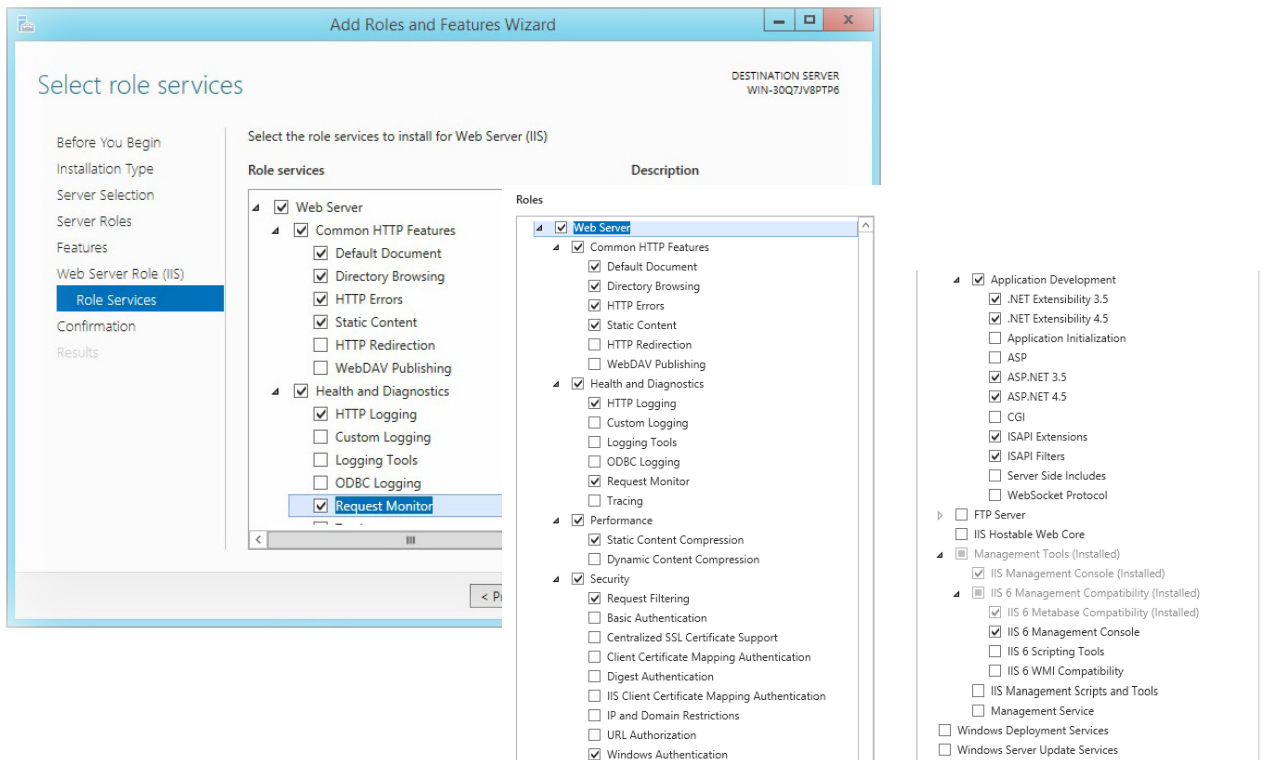 Add Roles and Features Wizard
Select role services
DESTINATION SERVER
WIN-30Q7JV8PTP6
Before You Begin
Installation Type
Server Selection
Server Roles
Features
Web Server Role (IIS)
Role Services
Confirmation
Results
Select the role services to install for Web Server (IIS)
Role services
Description
Web Server
Common HTTP Features
Default Document
Directory Browsing
HTTP Errors
Static Content
HTTP Redirection
WebDAV Publishing
Health and Diagnostics
HTTP Logging
Custom Logging
Logging Tools
ODBC Logging
Request Monitor
Roles
Web Server
Common HTTP Features
Default Document
Directory Browsing
HTTP Errors
Static Content
HTTP Redirection
WebDAV Publishing
Health and Diagnostics
HTTP Logging
Custom Logging
Logging Tools
ODBC Logging
Request Monitor
Tracing
Performance
Static Content Compression
Dynamic Content Compression
Security
Request Filtering
Basic Authentication
Centralized SSL Certificate Support
Client Certificate Mapping Authentication
Digest Authentication
IIS Client Certificate Mapping Authentication
IP and Domain Restrictions
URL Authorization
Windows Authentication
Application Development
.NET Extensibility 3.5
.NET Extensibility 4.5
Application Initialization
ASP
ASP.NET 3.5
ASP.NET 4.5
CGI
ISAPI Extensions
ISAPI Filters
Server Side Includes
WebSocket Protocol
FTP Server
IIS Hostable Web Core
Management Tools (Installed)
IIS Management Console (Installed)
IIS 6 Management Compatibility (Installed)
IIS 6 Metabase Compatibility (Installed)
IIS 6 Management Console
IIS 6 Scripting Tools
IIS 6 WMI Compatibility
IIS Management Scripts and Tools
Management Service
Windows Deployment Services
Windows Server Update Services